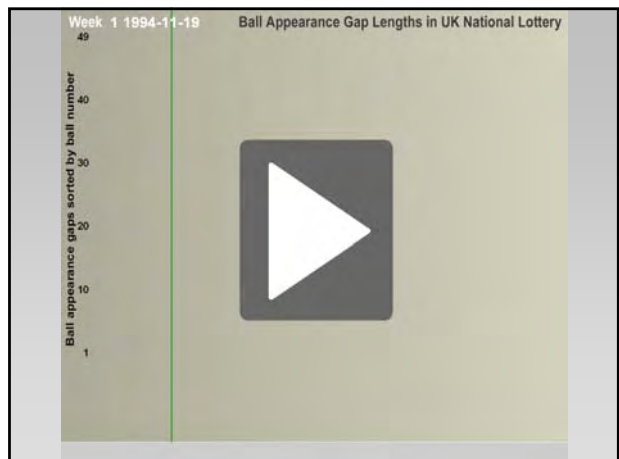 Week 1 1994-11-19
Ball Appearance Gap Lengths in UK National Lottery
Ball appearance gaps sorted by ball number
49
40
30
20
10
1